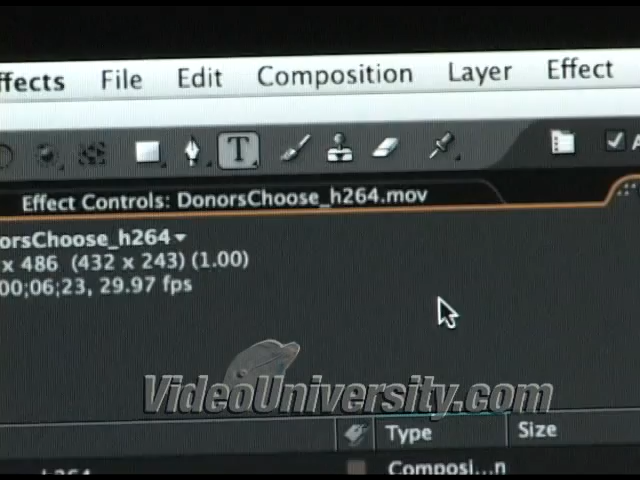 ffects File Edit Composition Layer Effect
T
Effect Controls: DonorsChoose_h264.mov
orsChoose_h264
x 486 (432 x 243) (1.00)
00;06;23, 29.97 fps
VideoUniversity.com
Type Size
Composi...n